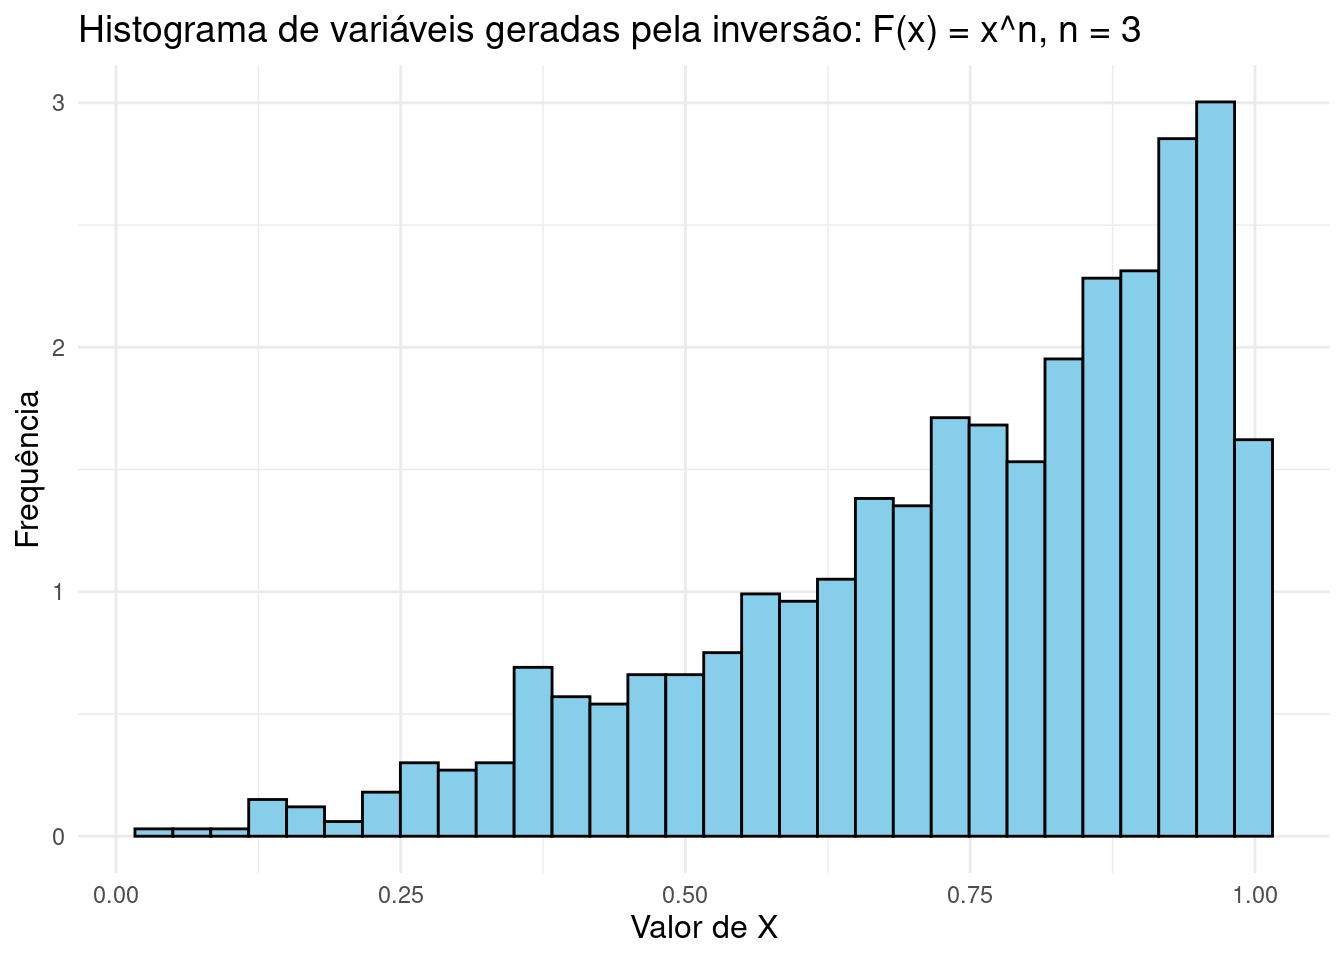 Histograma de variáveis geradas pela inversão: F(x) = x^n, n = 3
3
2
1
0
Frequência
0.00 0.25 0.50 0.75 1.00
Valor de X